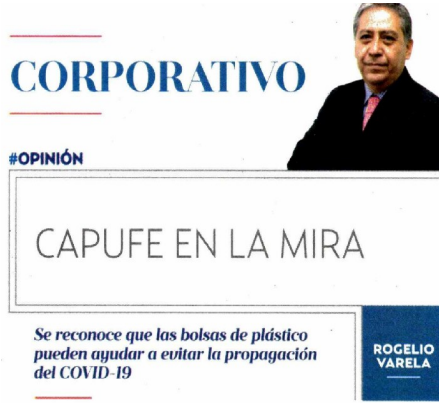 CORPORATIVO
#OPINIÓN
CAPUFE EN LA MIRA
Se reconoce que las bolsas de plástico
pueden ayudar a evitar la propagación
del COVID-19
ROGELIO
VARELA